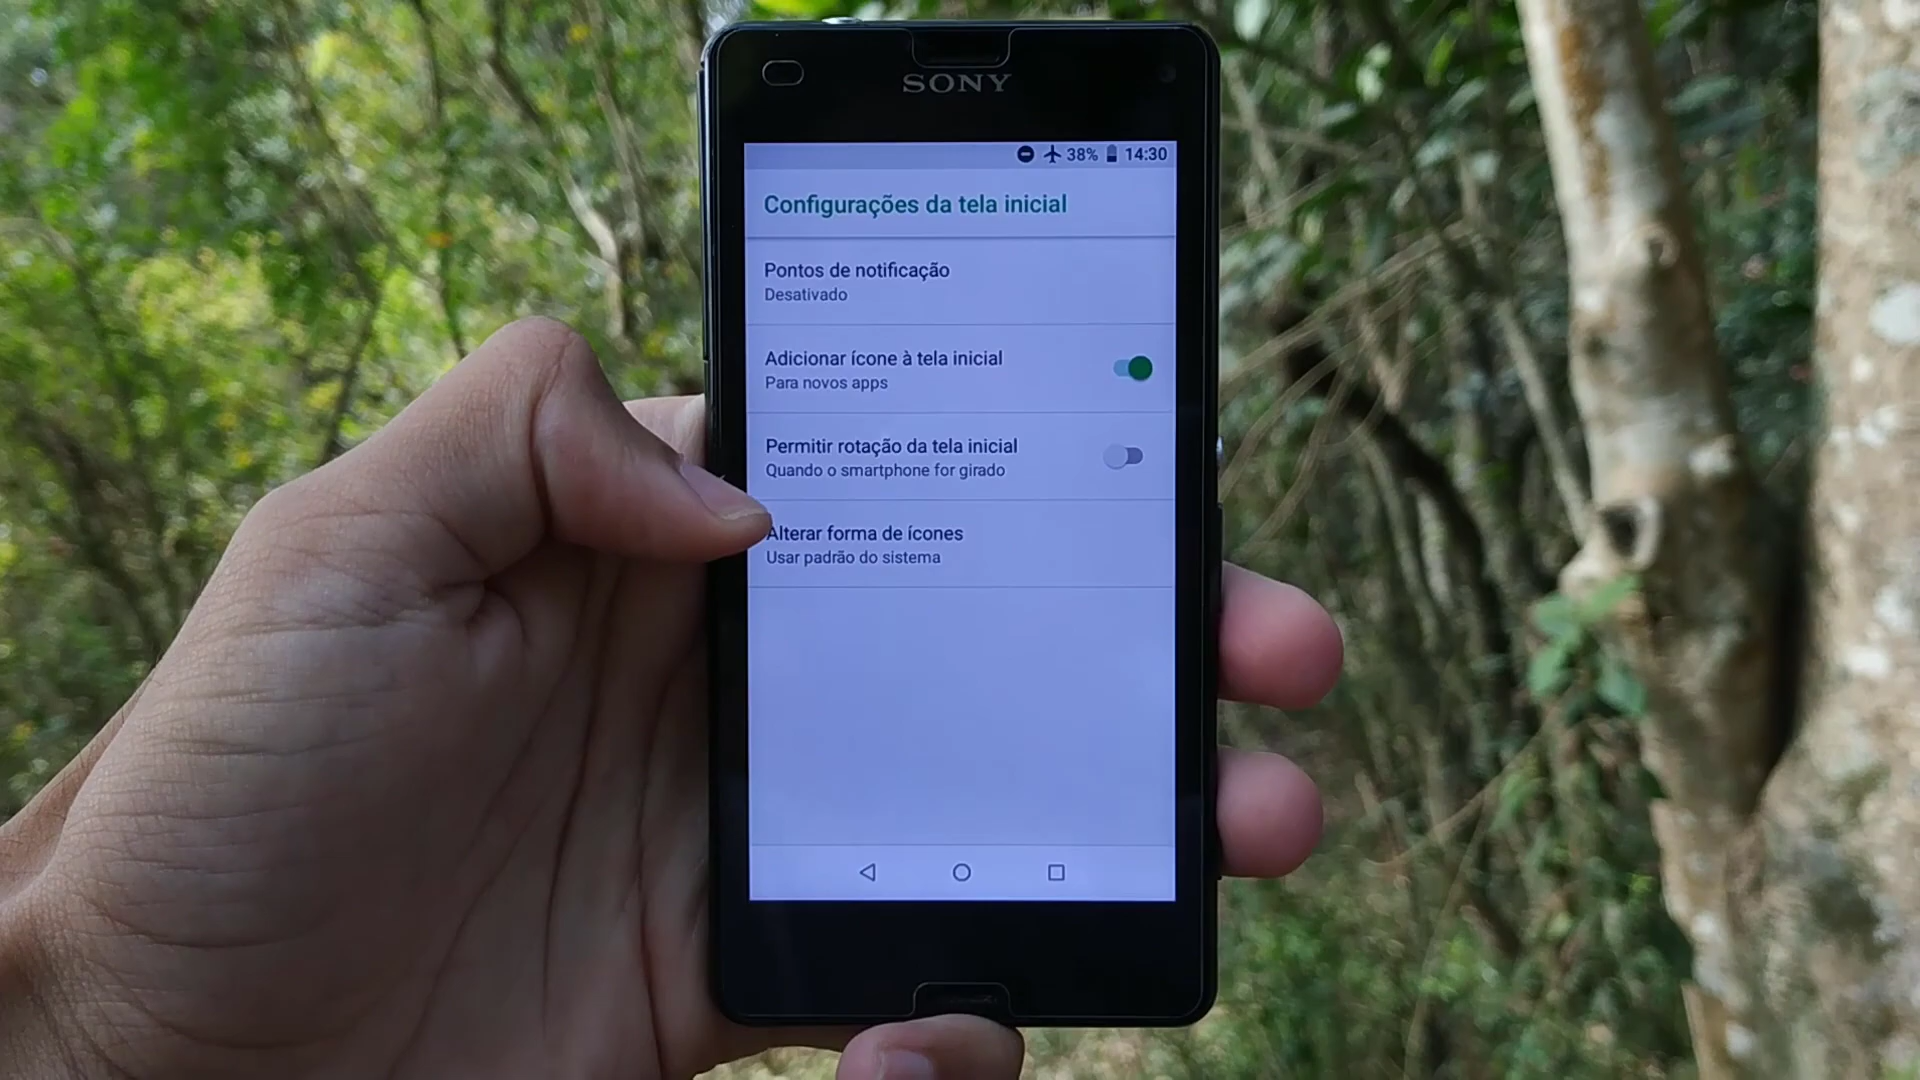 SONY
38% 14:30
Configurações da tela inicial
Pontos de notificação
Desativado
Adicionar ícone à tela inicial
Para novos apps
Permitir rotação da tela inicial
Quando o smartphone for girado
Alterar forma de ícones
Usar padrão do sistema